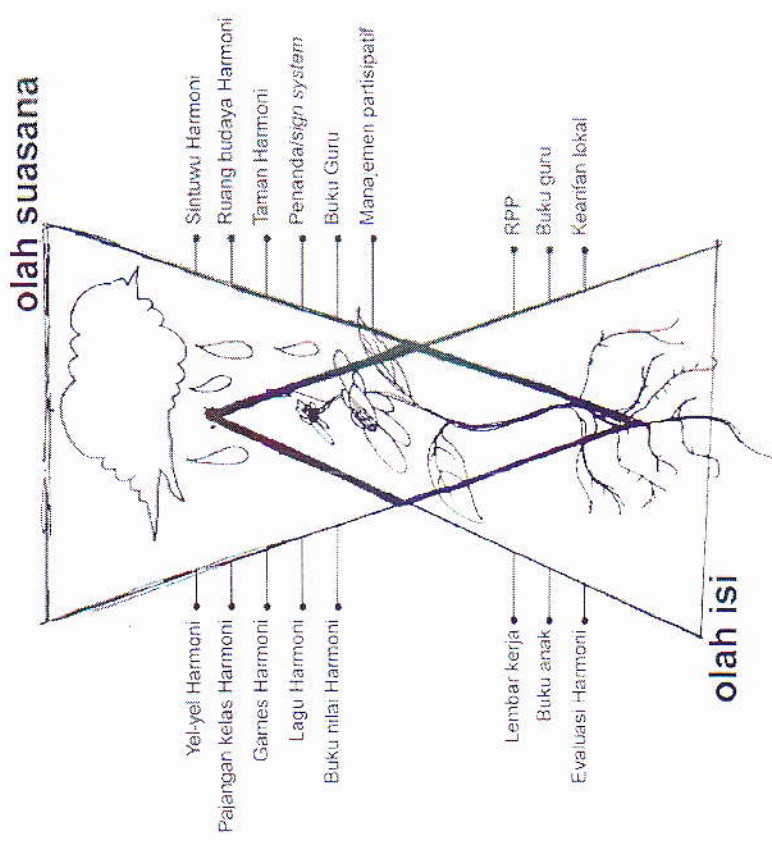 olah suasana
Yel-yel Harmoni
Pajangan kelas Harmoni
Games Harmoni
Lagu Harmoni
Buku nilai Harmoni
Sintuwu Harmoni
Ruang budaya Harmoni
Taman Harmoni
Penanda/sign system
Buku Guru
Manajemen partisipatif
Lembar kerja
Buku anak
Evaluasi Harmoni
RPP
Buku guru
Kearifan lokal
olah isi